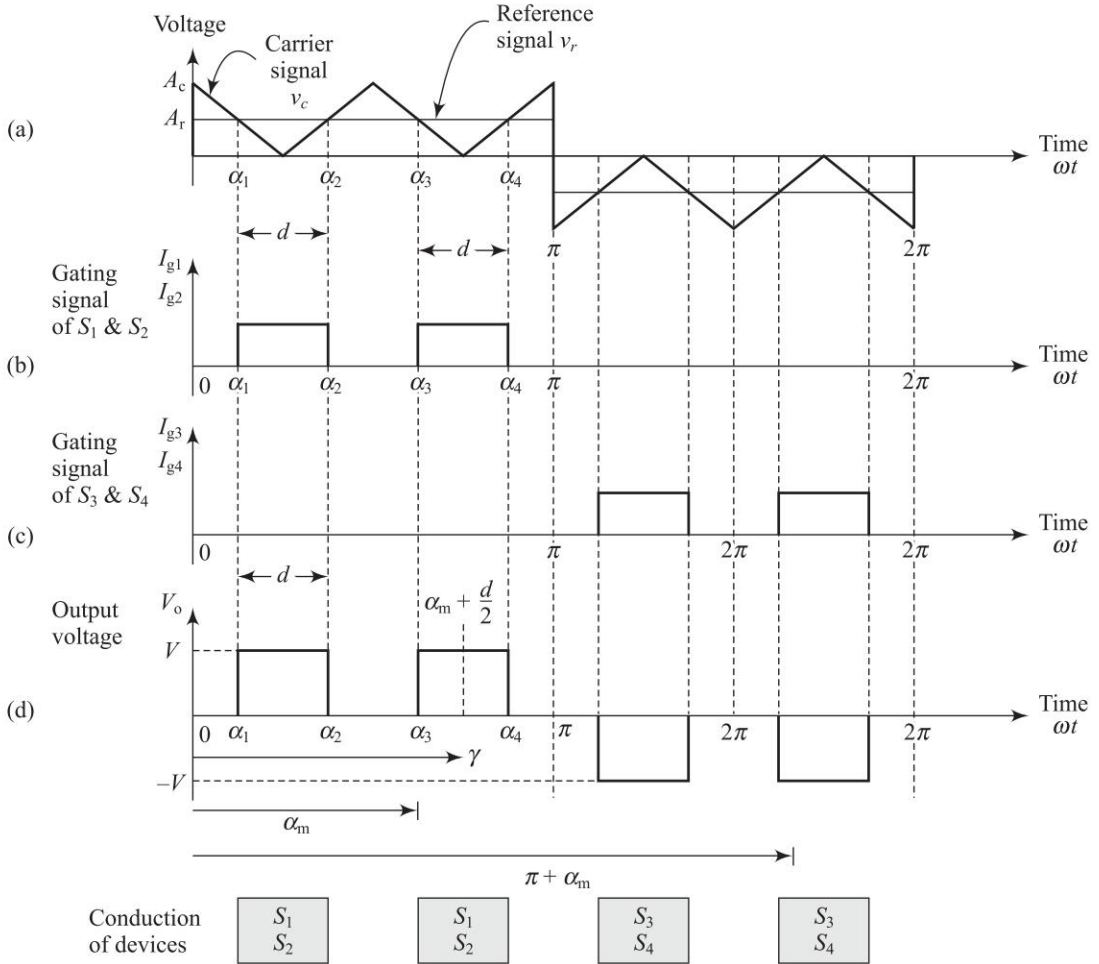 Voltage
Carrier
signal
v_c
Reference
signal v_r
A_c
A_r
(a)
α_1 α_2 α_3 α_4
Time
ωt
d d
π 2π
Gating
signal
of S_1 & S_2
I_g1
I_g2
(b)
0 α_1 α_2 α_3 α_4 π 2π
Time
ωt
Gating
signal
of S_3 & S_4
I_g3
I_g4
(c)
0 π 2π 2π
Time
ωt
d
Output
voltage
V_o
α_m + d/2
V
(d)
0 α_1 α_2 α_3 α_4 π 2π 2π
Time
ωt
γ
–V
α_m
π + α_m
Conduction
of devices
S_1
S_2
S_1
S_2
S_3
S_4
S_3
S_4